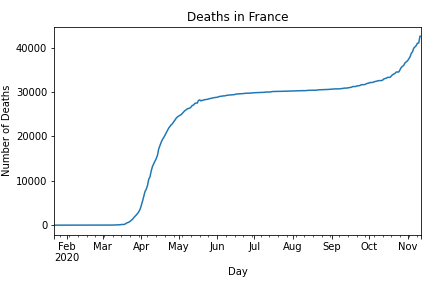 Deaths in France
Number of Deaths
40000
30000
20000
10000
0
Feb Mar Apr May Jun Jul Aug Sep Oct Nov
2020
Day